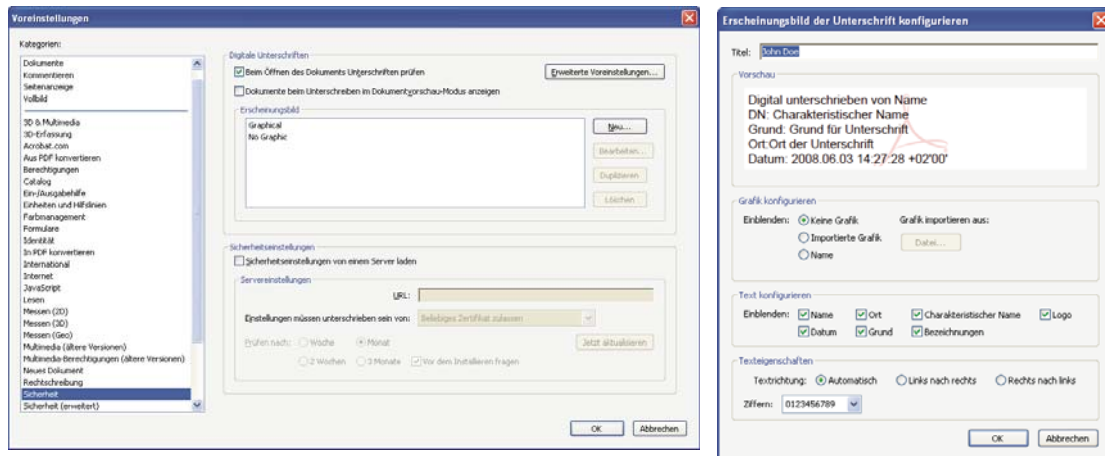 Voreinstellungen
Kategorien:
Dokumente
Kommentieren
Seitenanzeige
Vollbild
3D & Multimedia
3D-Erfassung
Acrobat.com
Aus PDF konvertieren
Berechtigungen
Catalog
Ein-/Ausgabehilfe
Einheiten und Hilfslinien
Farbmanagement
Formulare
Identität
In PDF konvertieren
International
Internet
JavaScript
Lesen
Messen (2D)
Messen (3D)
Messen (Geo)
Multimedia (ältere Versionen)
Multimedia-Berechtigungen (ältere Versionen)
Neues Dokument
Rechtschreibung
Sicherheit
Sicherheit (erweitert)
Digitale Unterschriften
Beim Öffnen des Dokuments Unterschriften prüfen
Erweiterte Voreinstellungen...
Dokumente beim Unterschreiben im Dokumentvorschau-Modus anzeigen
Erscheinungsbild
Graphical
No Graphic
Neu...
Bearbeiten...
Duplizieren
Löschen
Sicherheitseinstellungen
Sicherheitseinstellungen von einem Server laden
Servereinstellungen
URL:
Einstellungen müssen unterschrieben sein von: Beliebiges Zertifikat zulassen
Prüfen nach: Woche Monat Jetzt aktualisieren
2 Wochen 3 Monate Vor dem Installieren fragen
OK Abbrechen
Erscheinungsbild der Unterschrift konfigurieren
Titel: John Doe
Vorschau
Digital unterschrieben von Name
DN: Charakteristischer Name
Grund: Grund für Unterschrift
Ort:Ort der Unterschrift
Datum: 2008.06.03 14:27:28 +02'00'
Grafik konfigurieren
Einblenden: Keine Grafik Grafik importieren aus:
Importierte Grafik Datei...
Name
Text konfigurieren
Einblenden: Name Ort Charakteristischer Name Logo
Datum Grund Bezeichnungen
Texteigenschaften
Textrichtung: Automatisch Links nach rechts Rechts nach links
Ziffern: 0123456789
OK Abbrechen